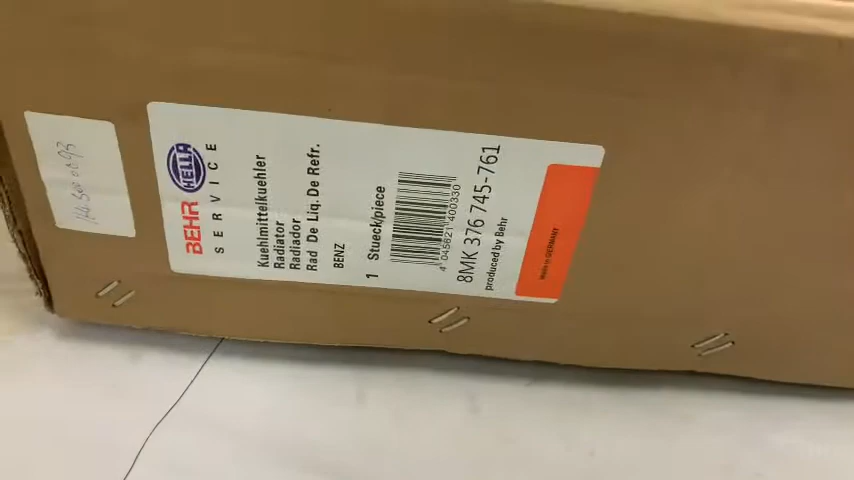 HELLA
BEHR
SERVICE
Kuehlmittelkuehler
Radiator
Radiador
Rad De Liq. De Refr.
BENZ
1 Stueck/piece
4 045621 400330
8MK 376 745-761
produced by Behr
Made in GERMANY